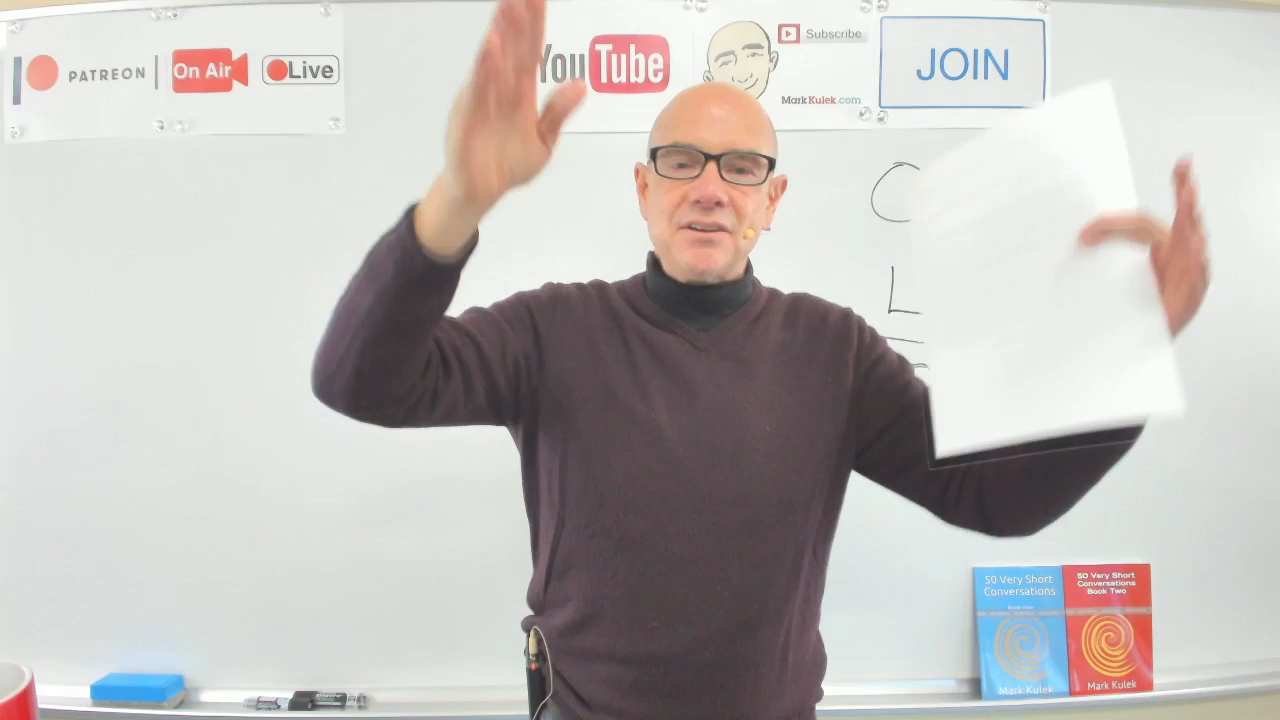 PATREON
On Air
Live
YouTube
Subscribe
MarkKulek.com
JOIN
C
L
50 Very Short
Conversations
Mark Kulek
50 Very Short
Conversations
Book Two
Mark Kulek